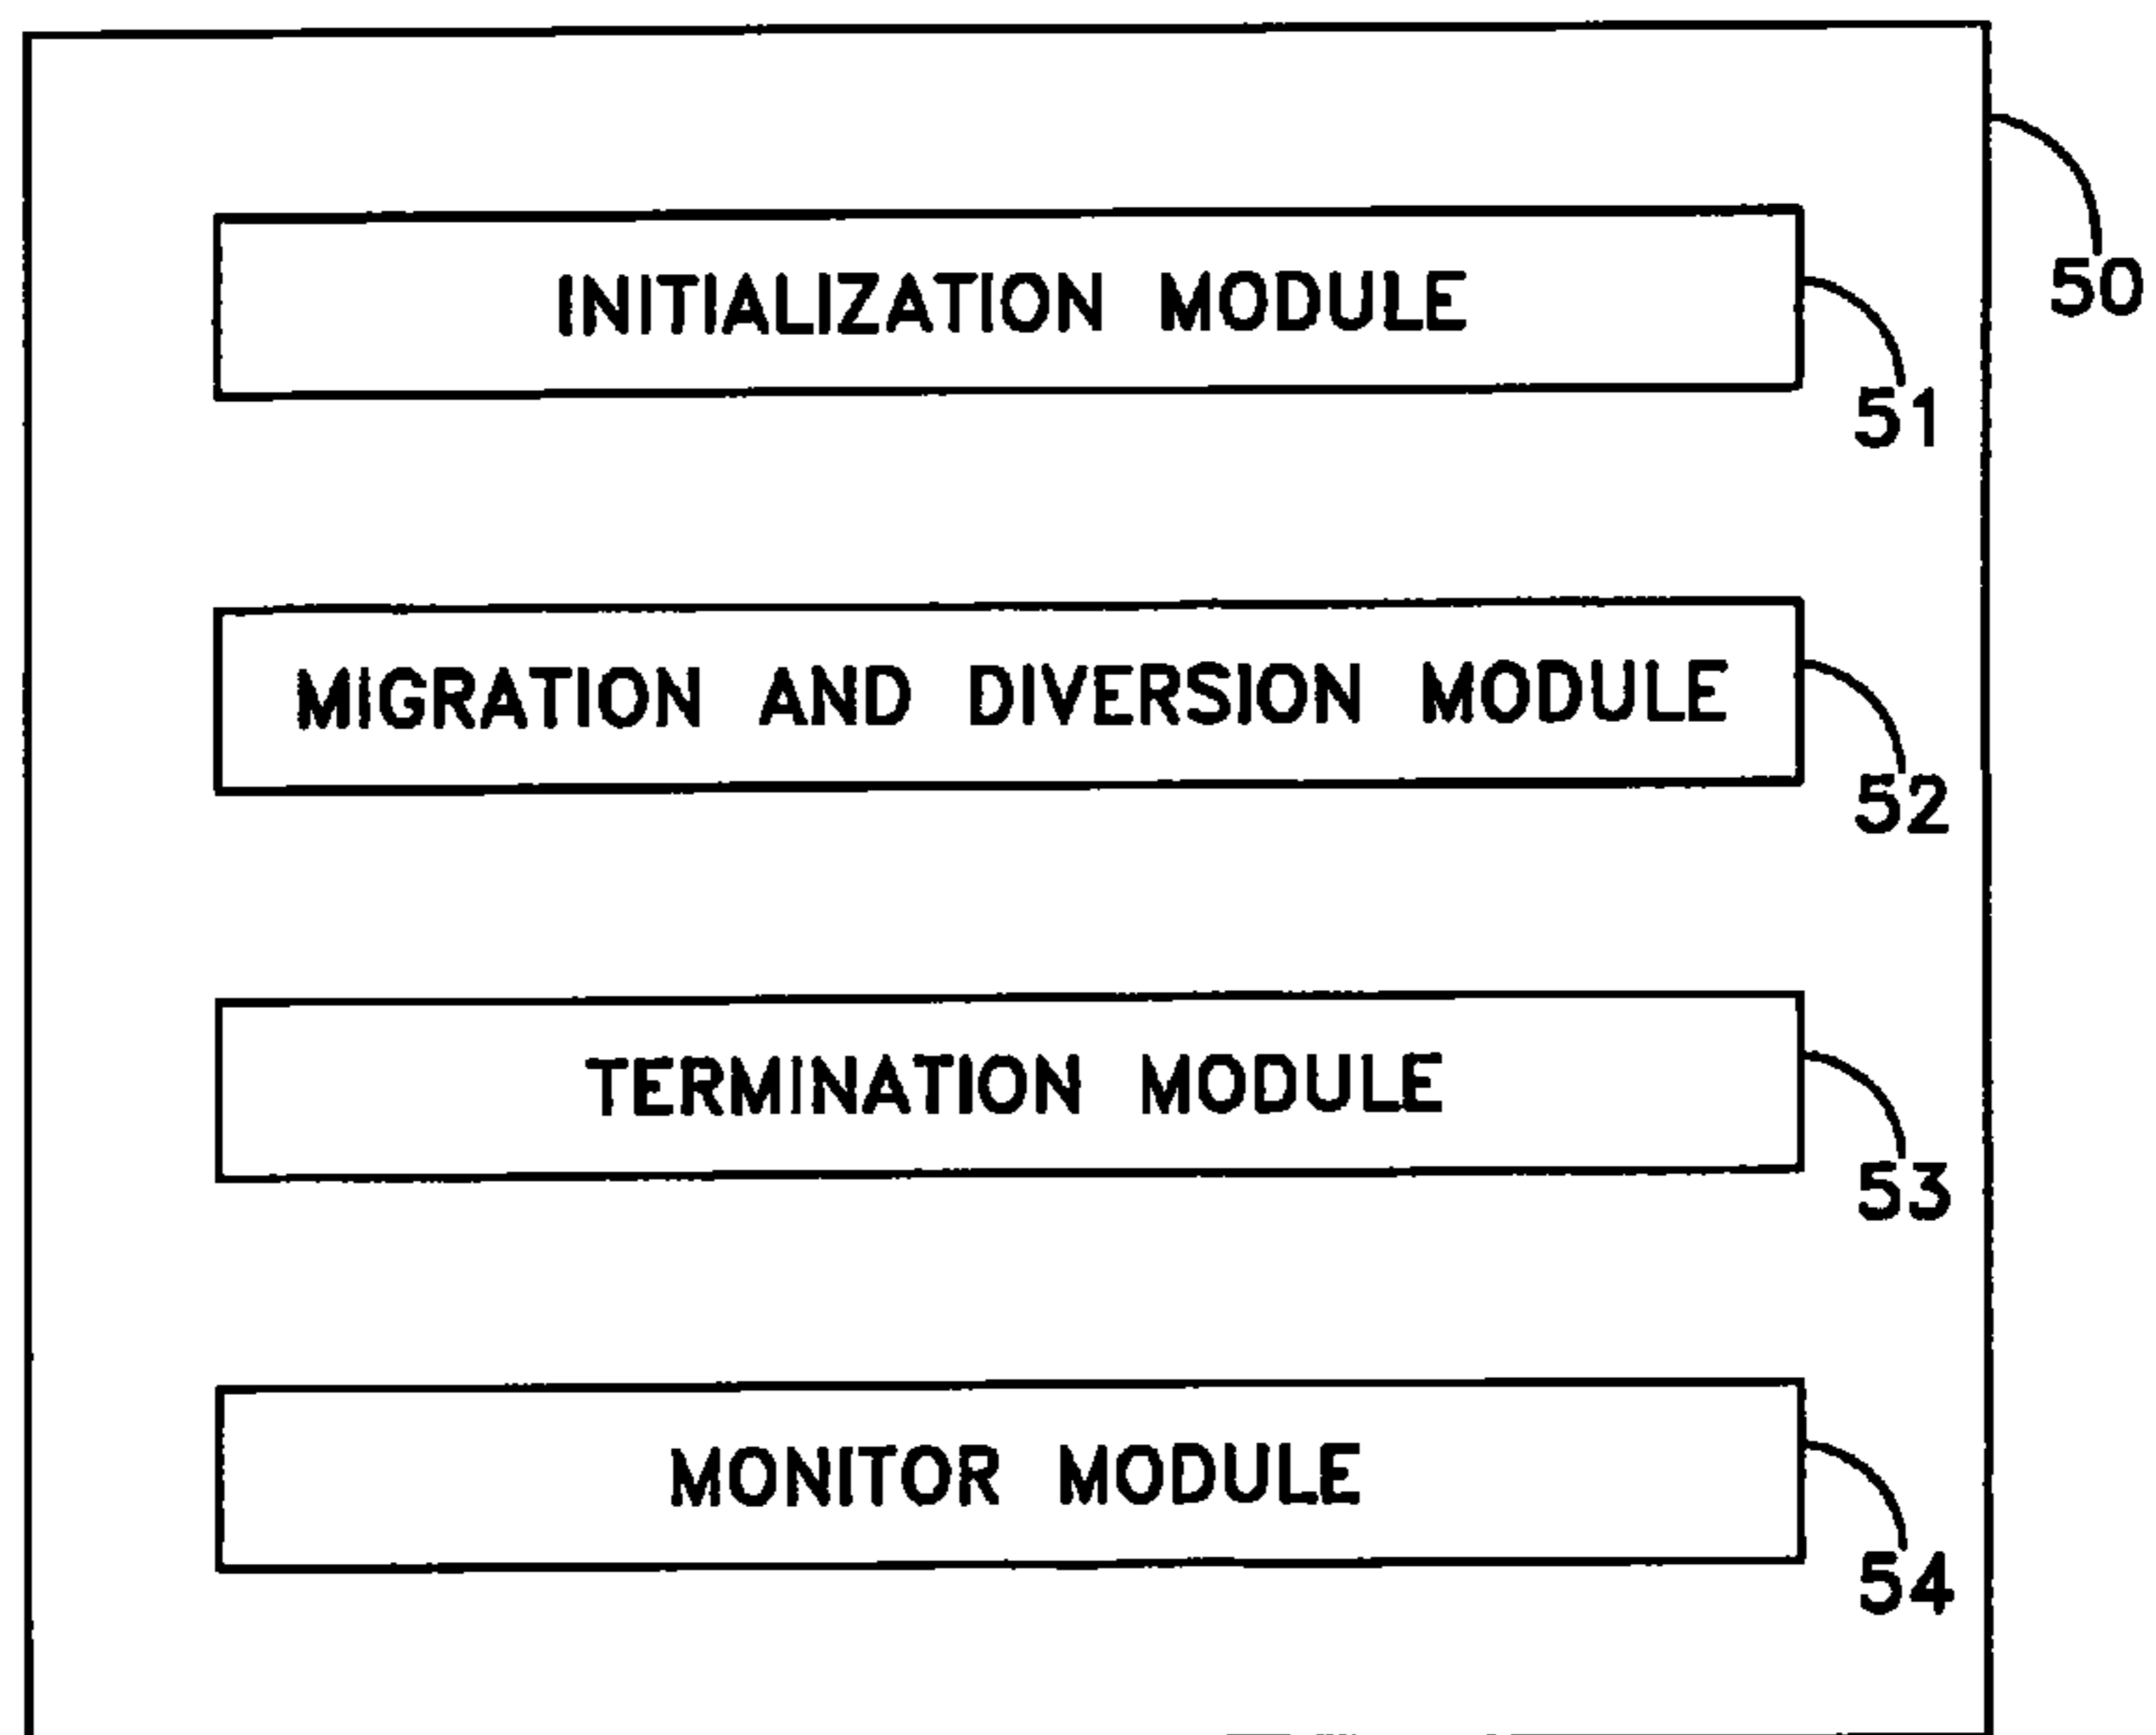 50
INITIALIZATION MODULE
51
MIGRATION AND DIVERSION MODULE
52
TERMINATION MODULE
53
MONITOR MODULE
54